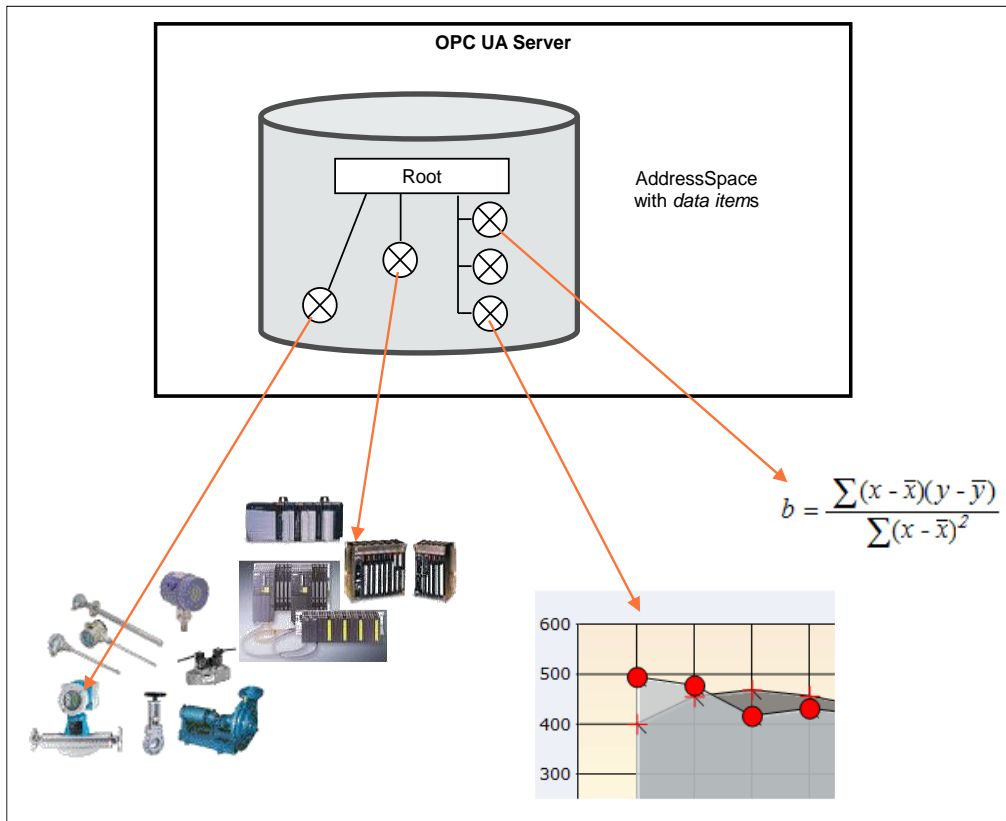 OPC UA Server
Root
AddressSpace
with data items
b = ∑(x - x̅)(y - y̅) / ∑(x - x̅)²
600
500
400
300